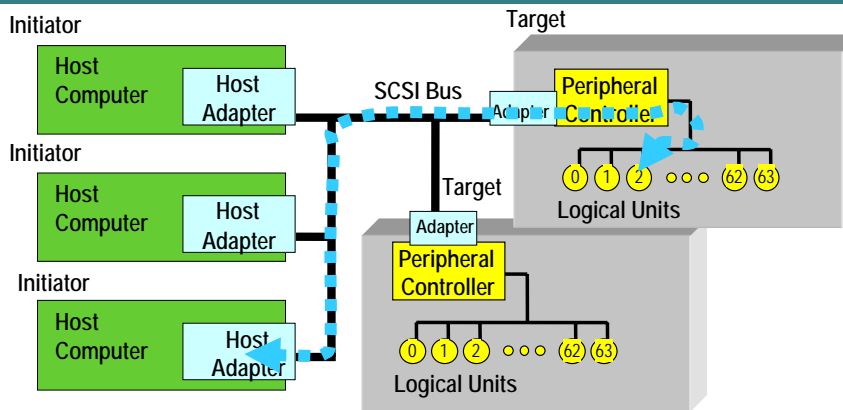 Initiator
Host
Computer
Host
Adapter
Initiator
Host
Computer
Host
Adapter
Initiator
Host
Computer
Host
Adapter
SCSI Bus
Target
Adapter
Peripheral
Controller
0 1 2 62 63
Logical Units
Target
Adapter
Peripheral
Controller
0 1 2 62 63
Logical Units